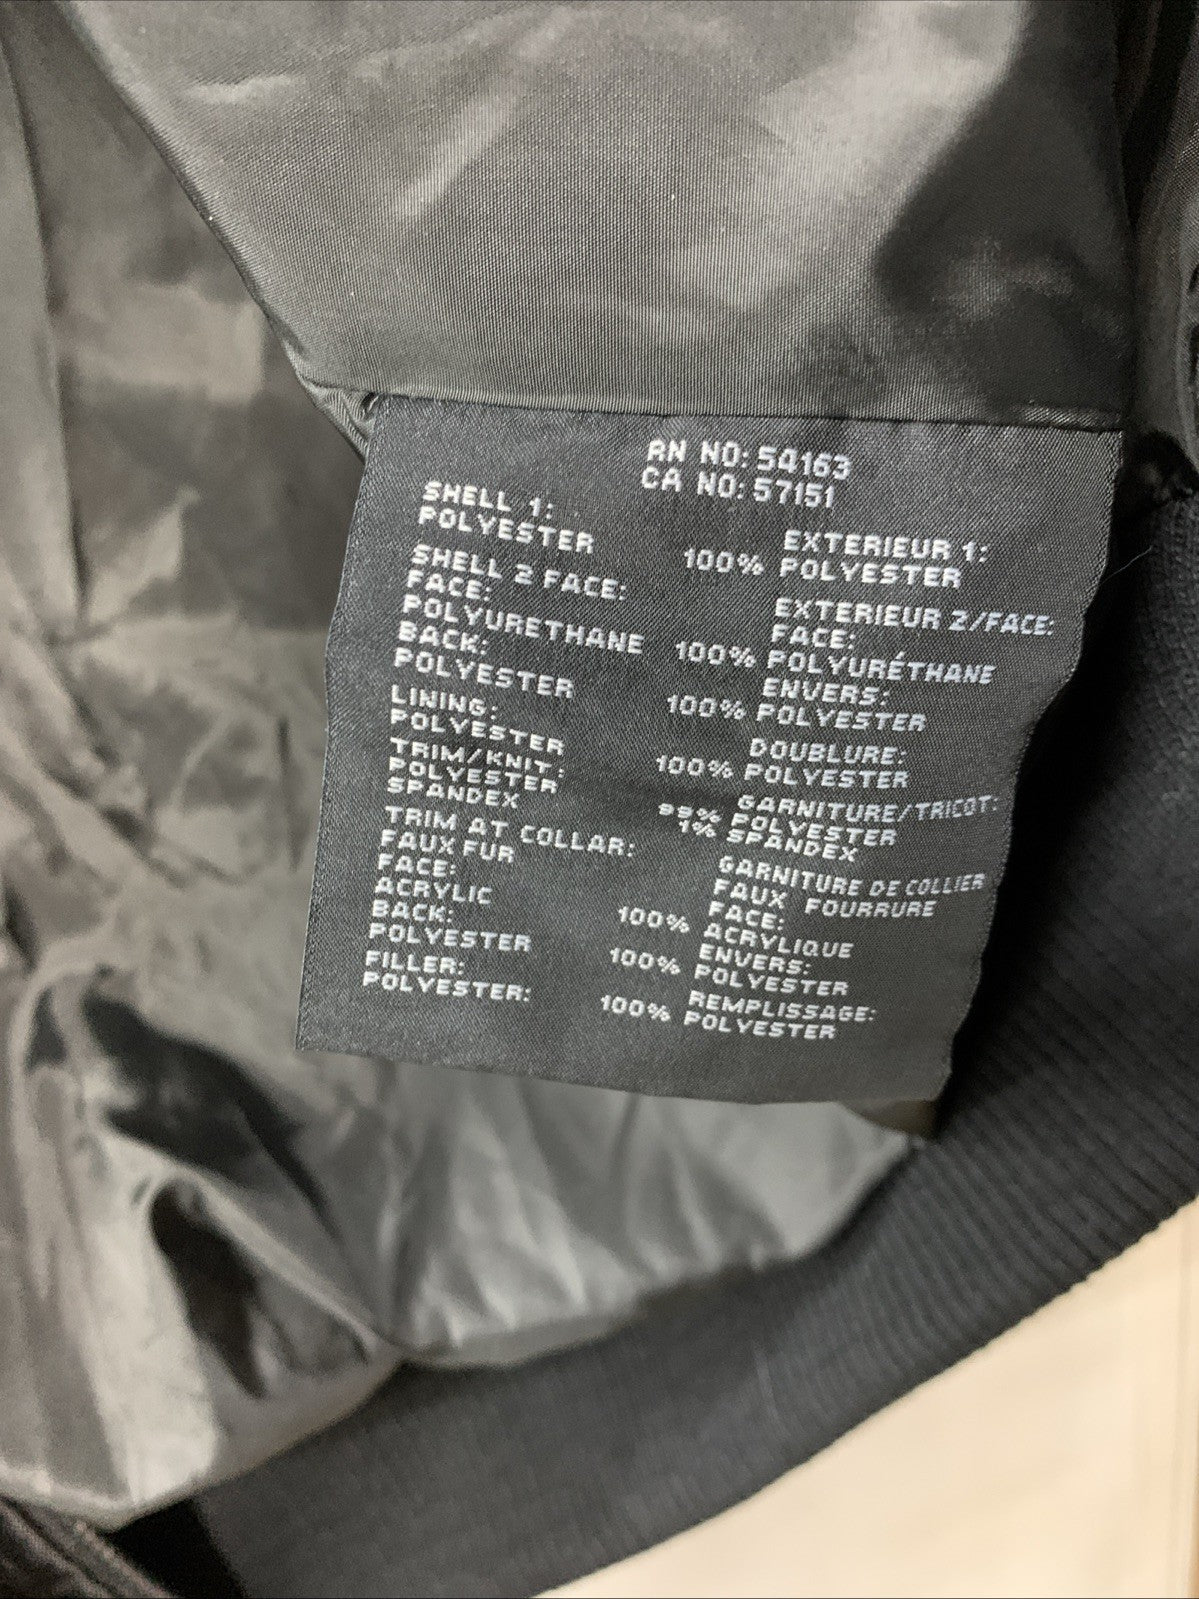 RN NO: 54163
CA NO: 57151
SHELL 1:
POLYESTER
SHELL 2 FACE:
FACE:
POLYURETHANE
BACK:
POLYESTER
LINING:
POLYESTER
TRIM/KNIT:
POLYESTER
SPANDEX
TRIM AT COLLAR:
FAUX FUR
FACE:
ACRYLIC
BACK:
POLYESTER
FILLER:
POLYESTER:
EXTERIEUR 1:
100% POLYESTER
EXTERIEUR 2/FACE:
FACE:
100% POLYURÉTHANE
ENVERS:
100% POLYESTER
DOUBLURE:
100% POLYESTER
GARNITURE/TRICOT:
99% POLYESTER
1% SPANDEX
GARNITURE DE COLLIER
FAUX FOURRURE
FACE:
100% ACRYLIQUE
ENVERS:
100% POLYESTER
REMPLISSAGE:
100% POLYESTER